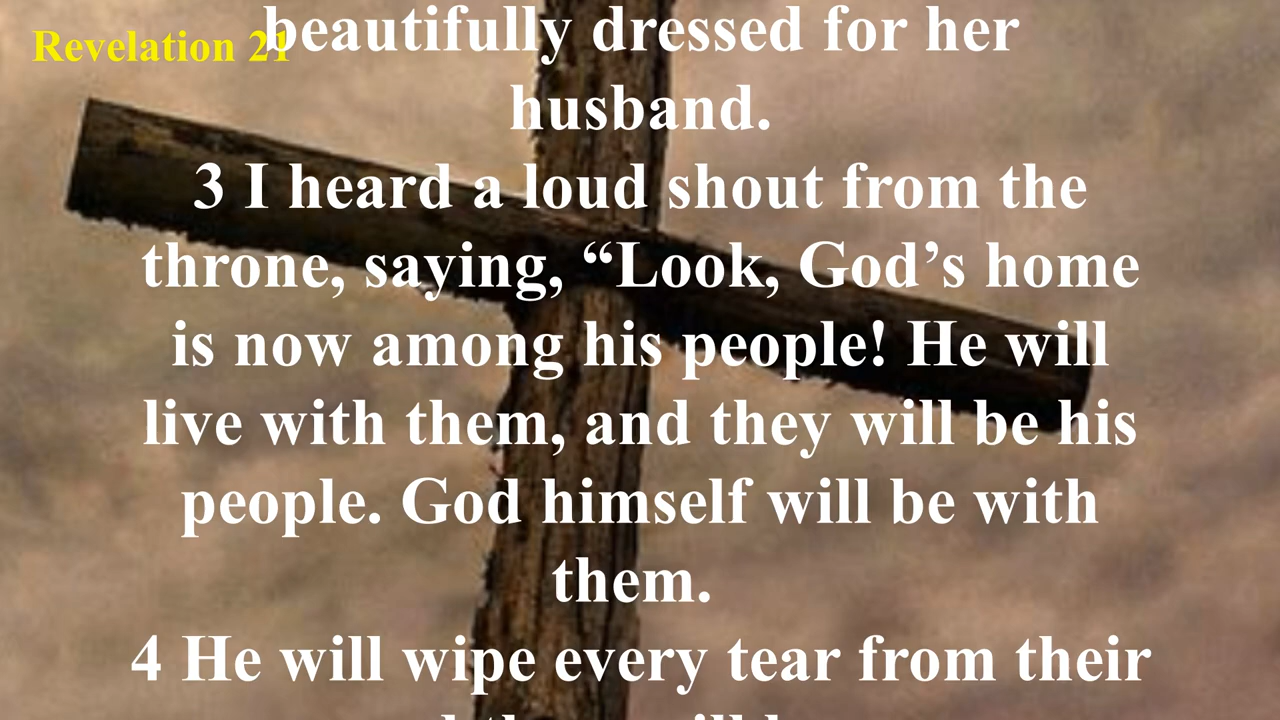 Revelation 21
beautifully dressed for her
husband.
3 I heard a loud shout from the
throne, saying, “Look, God’s home
is now among his people! He will
live with them, and they will be his
people. God himself will be with
them.
4 He will wipe every tear from their